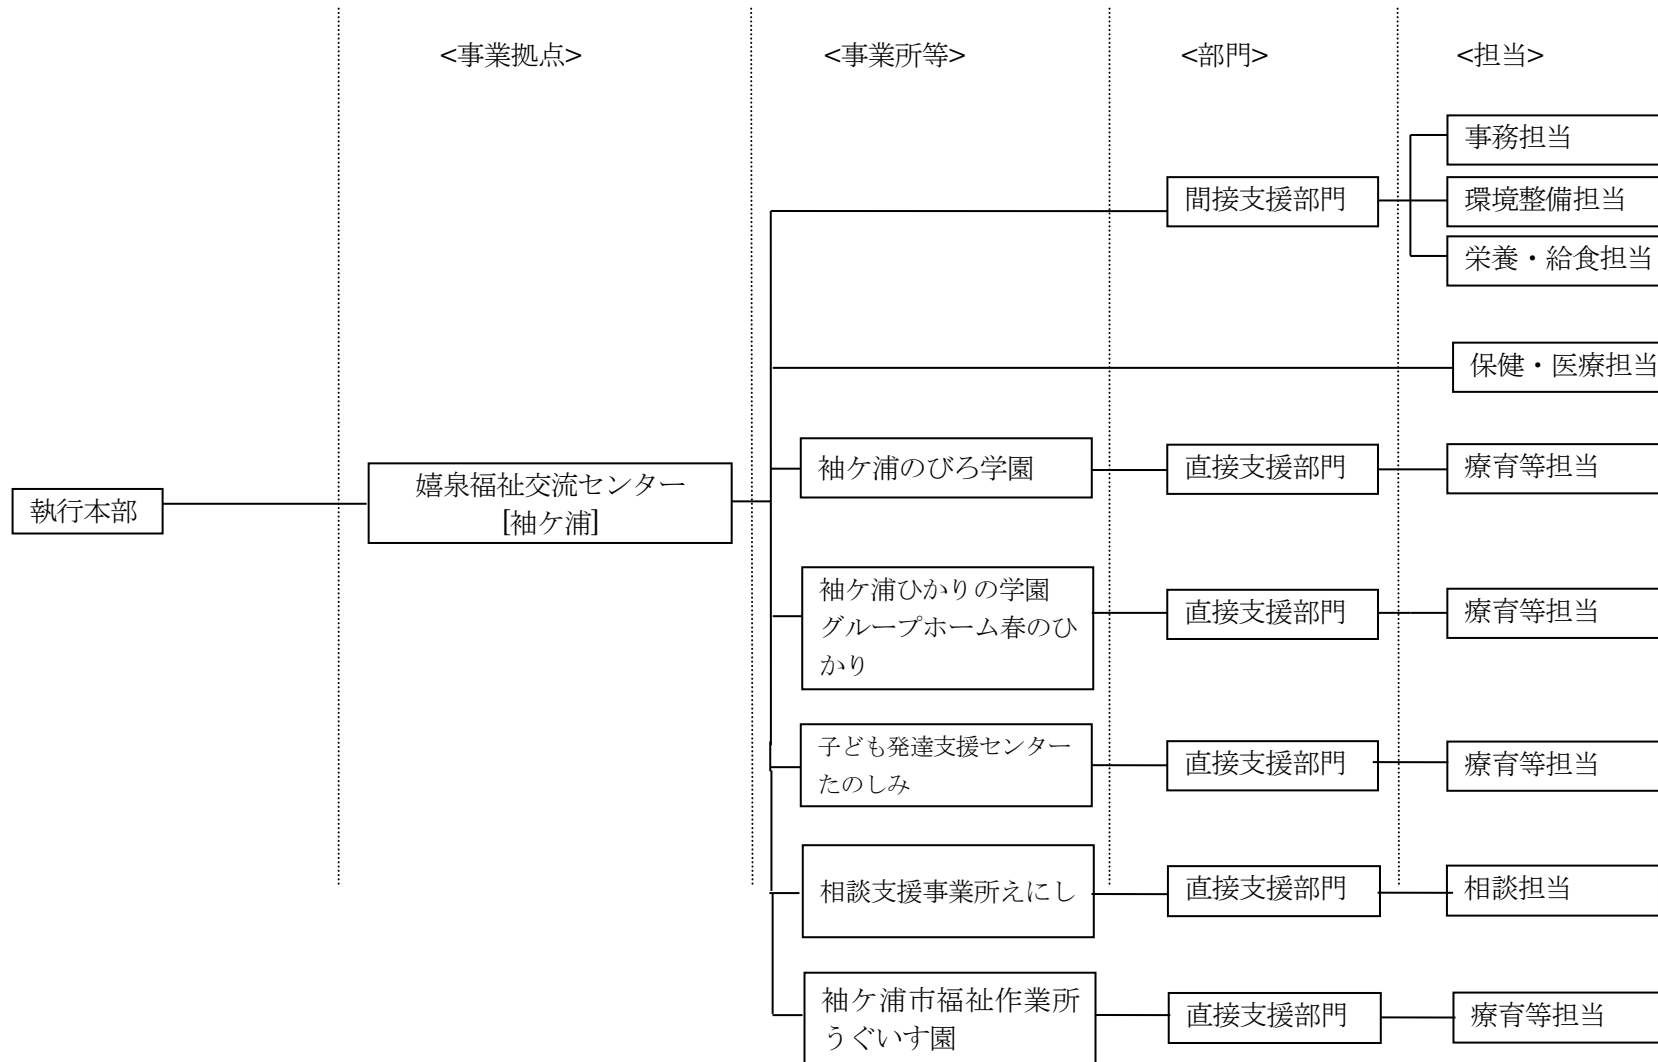 <事業拠点>
<事業所等>
<部門>
<担当>
事務担当
間接支援部門
環境整備担当
栄養・給食担当
保健・医療担当
袖ケ浦のびろ学園
直接支援部門
療育等担当
執行本部
嬉泉福祉交流センター
[袖ケ浦]
袖ケ浦ひかりの学園
グループホーム春のひ
かり
直接支援部門
療育等担当
子ども発達支援センター
たのしみ
直接支援部門
療育等担当
相談支援事業所えにし
直接支援部門
相談担当
袖ケ浦市福祉作業所
うぐいす園
直接支援部門
療育等担当